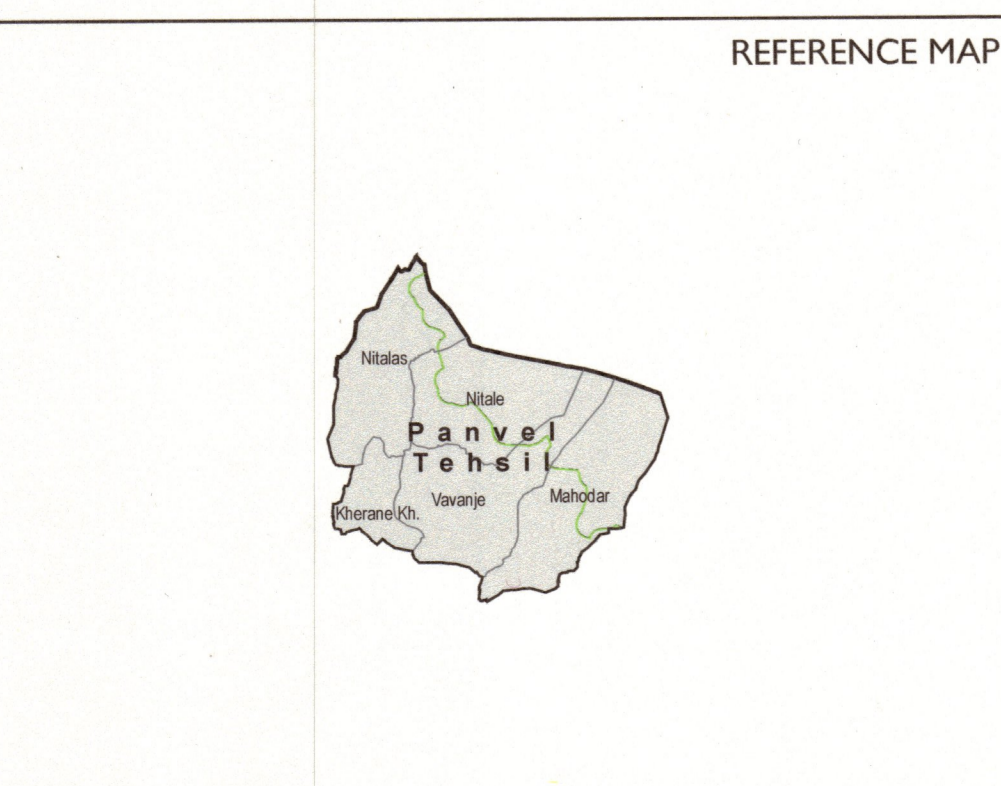 REFERENCE MAP
Nitalas
Nitale
Panvel
Tehsil
Vavanje
Mahodar
Kherane Kh.